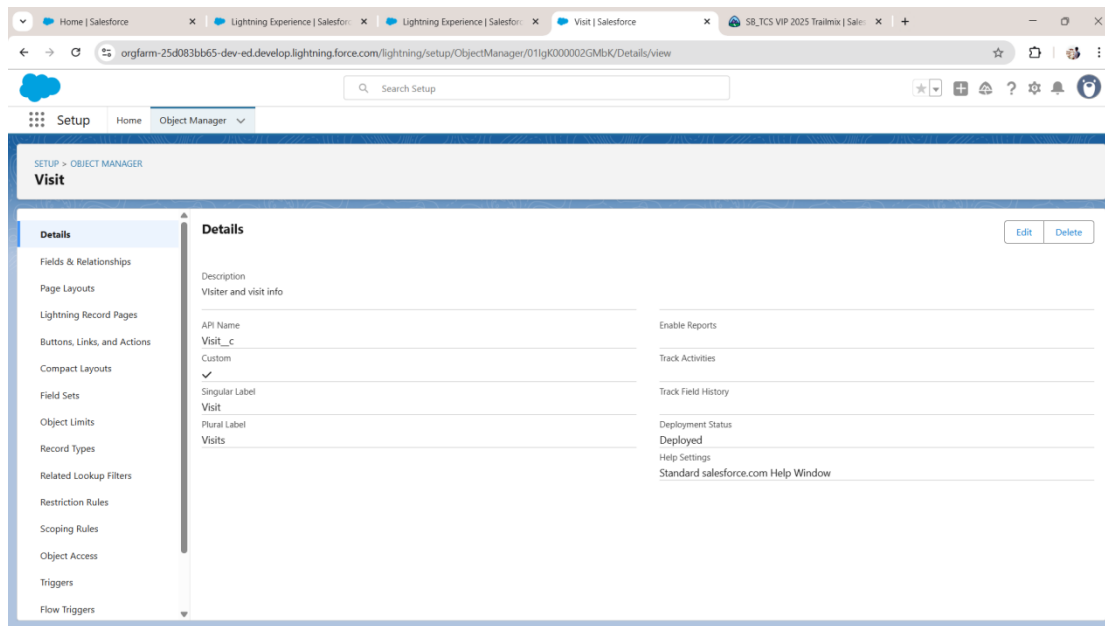 Home | Salesforce
Lightning Experience | Salesforc
Lightning Experience | Salesforc
Visit | Salesforce
SB_TCS VIP 2025 Trailmix | Sales
orgfarm-25d083bb65-dev-ed.develop.lightning.force.com/lightning/setup/ObjectManager/01IgK000002GMbK/Details/view
Search Setup
Setup
Home
Object Manager
SETUP > OBJECT MANAGER
Visit
Details
Fields & Relationships
Page Layouts
Lightning Record Pages
Buttons, Links, and Actions
Compact Layouts
Field Sets
Object Limits
Record Types
Related Lookup Filters
Restriction Rules
Scoping Rules
Object Access
Triggers
Flow Triggers
Details
Edit
Delete
Description
VIsiter and visit info
API Name
Visit__c
Custom
Singular Label
Visit
Plural Label
Visits
Enable Reports
Track Activities
Track Field History
Deployment Status
Deployed
Help Settings
Standard salesforce.com Help Window